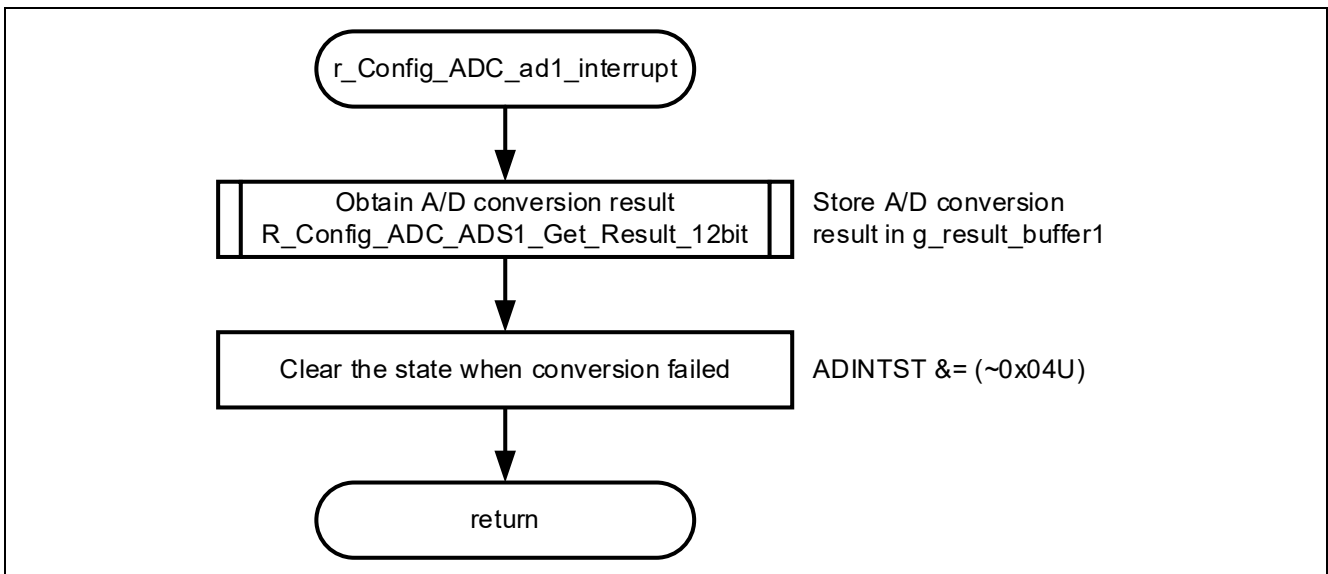 r_Config_ADC_ad1_interrupt
Obtain A/D conversion result
R_Config_ADC_ADS1_Get_Result_12bit
Store A/D conversion
result in g_result_buffer1
Clear the state when conversion failed
ADINTST &= (~0x04U)
return